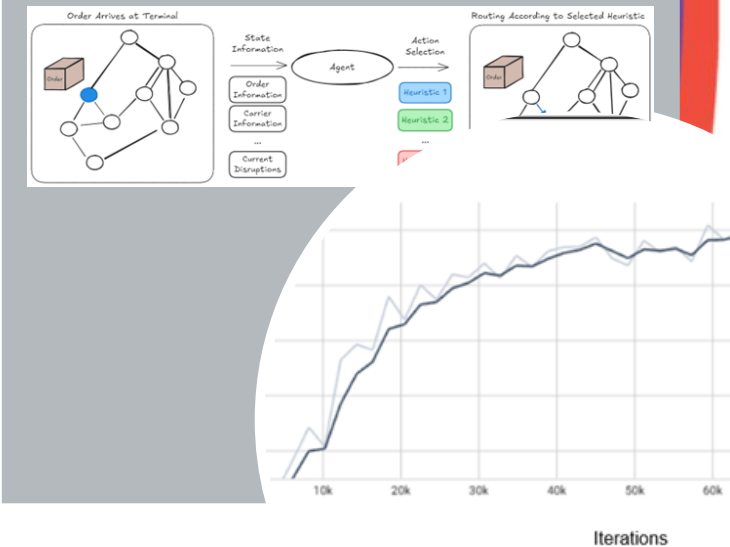 Order Arrives at Terminal
State
Information
Agent
Action
Selection
Routing According to Selected Heuristic
Order
Order
Information
Carrier
Information
...
Current
Disruptions
Heuristic 1
Heuristic 2
...
Order
10k 20k 30k 40k 50k 60k
Iterations